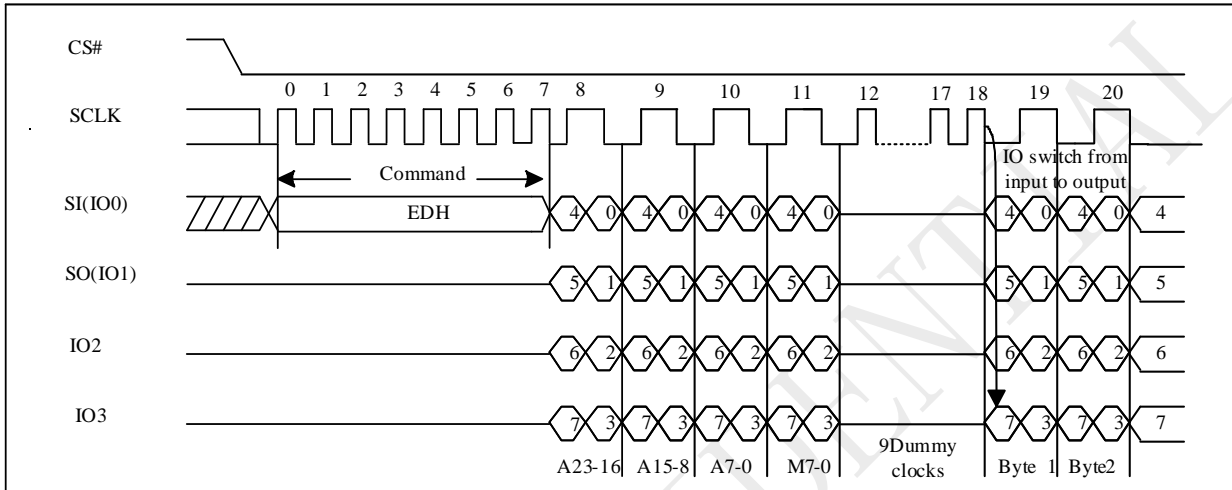 CS#
0 1 2 3 4 5 6 7 8 9 10 11 12 17 18 19 20
SCLK
Command
IO switch from
input to output
SI(IO0) EDH 4 0 4 0 4 0 4 0 4 0 4 0 4
SO(IO1) 5 1 5 1 5 1 5 1 5 1 5 1 5
IO2 6 2 6 2 6 2 6 2 6 2 6 2 6
IO3 7 3 7 3 7 3 7 3 7 3 7 3 7
A23-16 A15-8 A7-0 M7-0 9Dummy
clocks Byte 1 Byte2